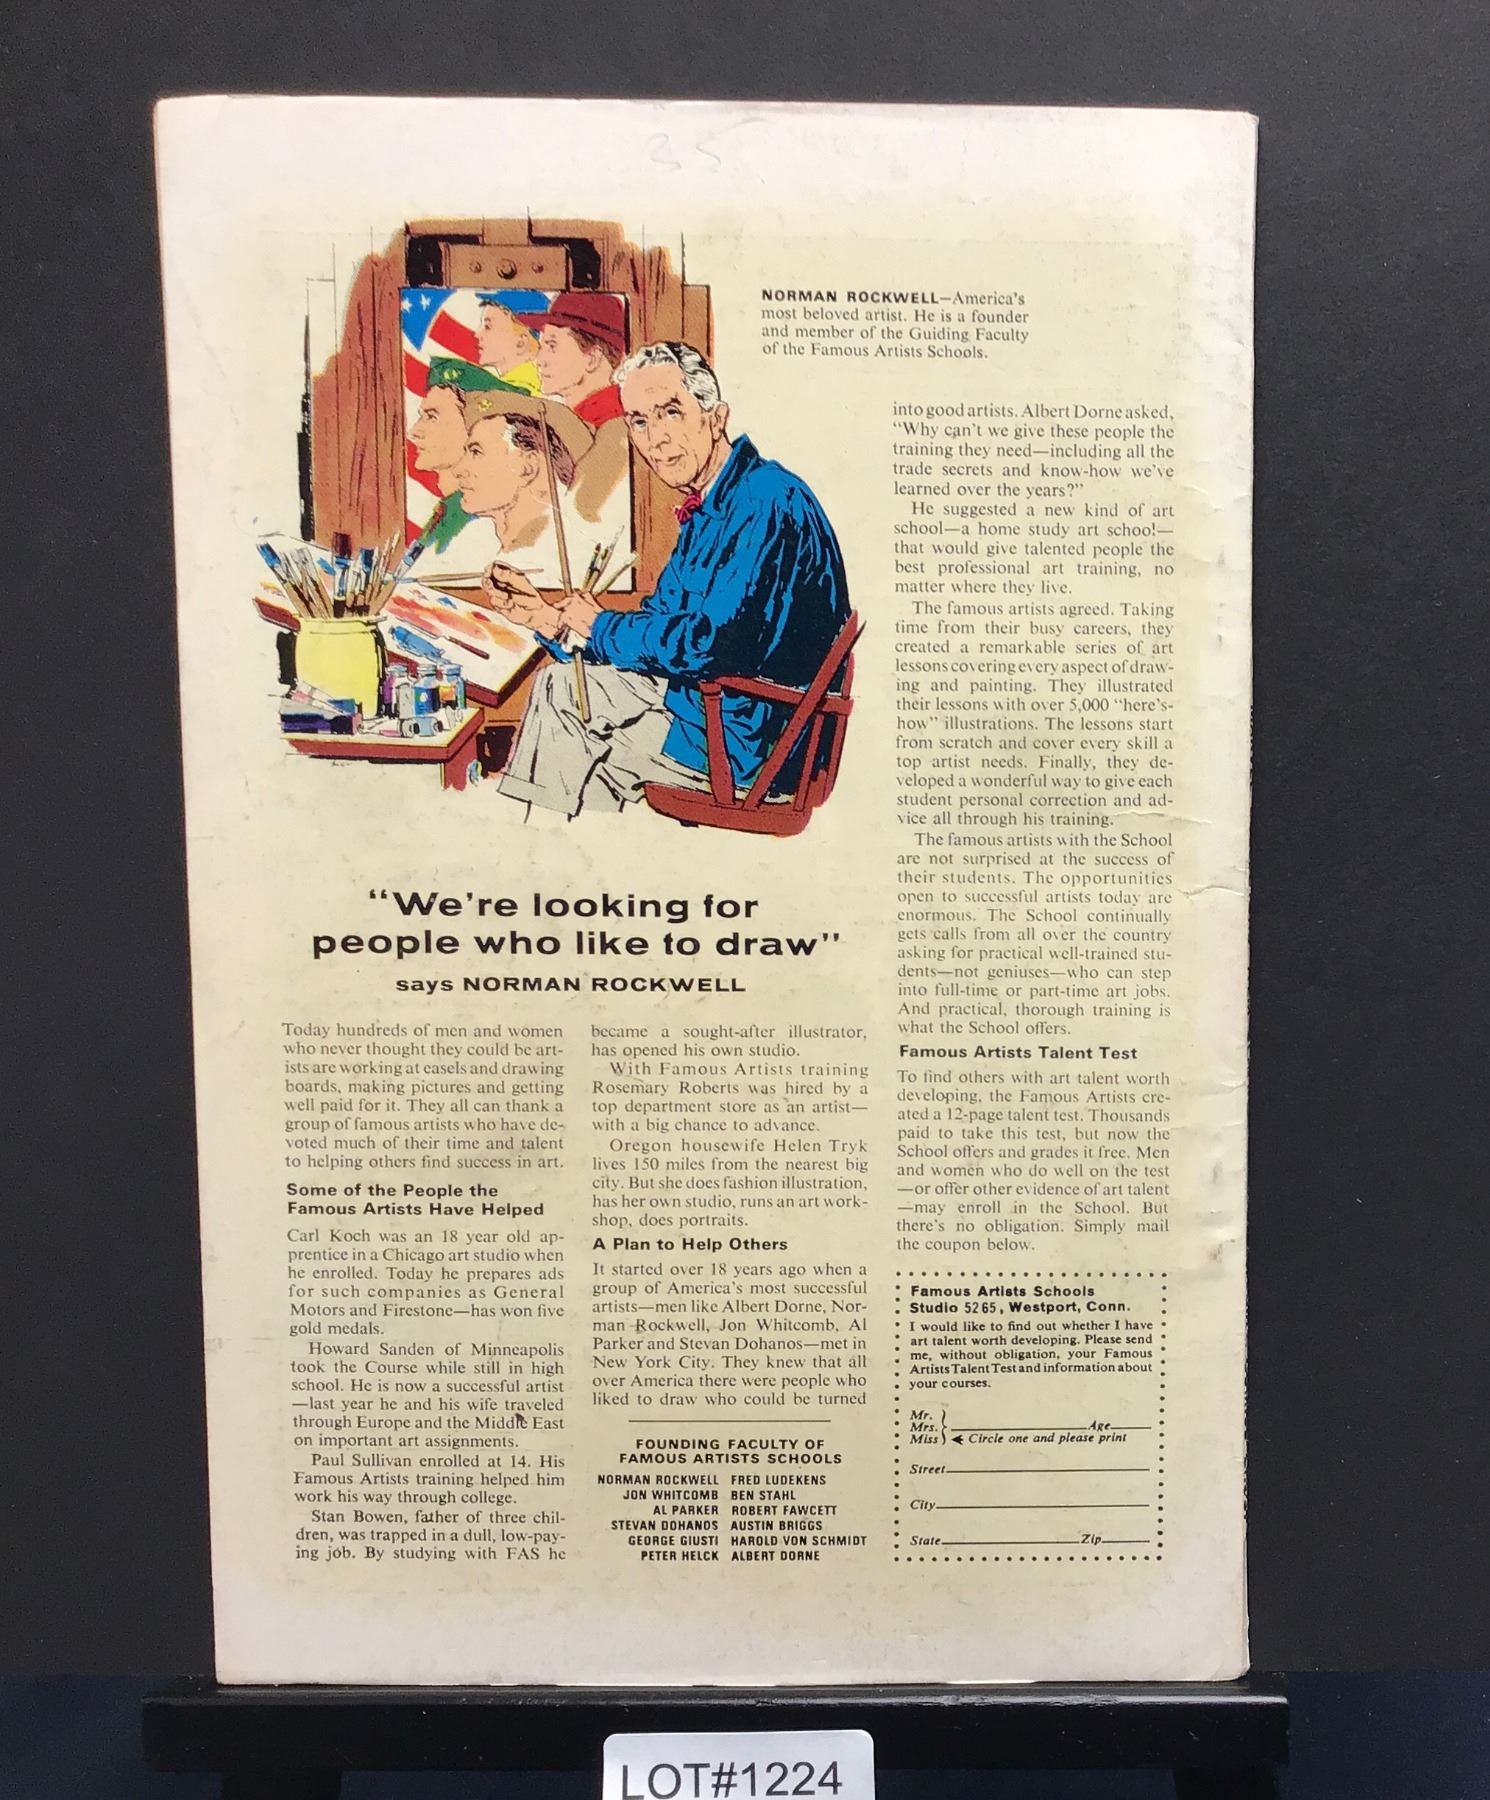 35
NORMAN ROCKWELL—America's
most beloved artist. He is a founder
and member of the Guiding Faculty
of the Famous Artists Schools.
"We're looking for
people who like to draw"
says NORMAN ROCKWELL
Today hundreds of men and women
who never thought they could be art-
ists are working at easels and drawing
boards, making pictures and getting
well paid for it. They all can thank a
group of famous artists who have de-
voted much of their time and talent
to helping others find success in art.
Some of the People the
Famous Artists Have Helped
Carl Koch was an 18 year old ap-
prentice in a Chicago art studio when
he enrolled. Today he prepares ads
for such companies as General
Motors and Firestone—has won five
gold medals.
Howard Sanden of Minneapolis
took the Course while still in high
school. He is now a successful artist
—last year he and his wife traveled
through Europe and the Middle East
on important art assignments.
Paul Sullivan enrolled at 14. His
Famous Artists training helped him
work his way through college.
Stan Bowen, father of three chil-
dren, was trapped in a dull, low-pay-
ing job. By studying with FAS he
became a sought-after illustrator,
has opened his own studio.
With Famous Artists training
Rosemary Roberts was hired by a
top department store as an artist—
with a big chance to advance.
Oregon housewife Helen Tryk
lives 150 miles from the nearest big
city. But she does fashion illustration,
has her own studio, runs an art work-
shop, does portraits.
A Plan to Help Others
It started over 18 years ago when a
group of America's most successful
artists—men like Albert Dorne, Nor-
man Rockwell, Jon Whitcomb, Al
Parker and Stevan Dohanos—met in
New York City. They knew that all
over America there were people who
liked to draw who could be turned
FOUNDING FACULTY OF
FAMOUS ARTISTS SCHOOLS
NORMAN ROCKWELL FRED LUDEKENS
JON WHITCOMB BEN STAHL
AL PARKER ROBERT FAWCETT
STEVAN DOHANOS AUSTIN BRIGGS
GEORGE GIUSTI HAROLD VON SCHMIDT
PETER HELCK ALBERT DORNE
into good artists. Albert Dorne asked,
"Why can't we give these people the
training they need—including all the
trade secrets and know-how we've
learned over the years?"
He suggested a new kind of art
school—a home study art school—
that would give talented people the
best professional art training, no
matter where they live.
The famous artists agreed. Taking
time from their busy careers, they
created a remarkable series of art
lessons covering every aspect of draw-
ing and painting. They illustrated
their lessons with over 5,000 "here's-
how" illustrations. The lessons start
from scratch and cover every skill a
top artist needs. Finally, they de-
veloped a wonderful way to give each
student personal correction and ad-
vice all through his training.
The famous artists with the School
are not surprised at the success of
their students. The opportunities
open to successful artists today are
enormous. The School continually
gets calls from all over the country
asking for practical well-trained stu-
dents—not geniuses—who can step
into full-time or part-time art jobs.
And practical, thorough training is
what the School offers.
Famous Artists Talent Test
To find others with art talent worth
developing, the Famous Artists cre-
ated a 12-page talent test. Thousands
paid to take this test, but now the
School offers and grades it free. Men
and women who do well on the test
—or offer other evidence of art talent
—may enroll in the School. But
there's no obligation. Simply mail
the coupon below.
Famous Artists Schools
Studio 5265, Westport, Conn.
I would like to find out whether I have
art talent worth developing. Please send
me, without obligation, your Famous
Artists Talent Test and information about
your courses.
Mr.
Mrs. Age
Miss Circle one and please print
Street
City
State Zip
LOT#1224